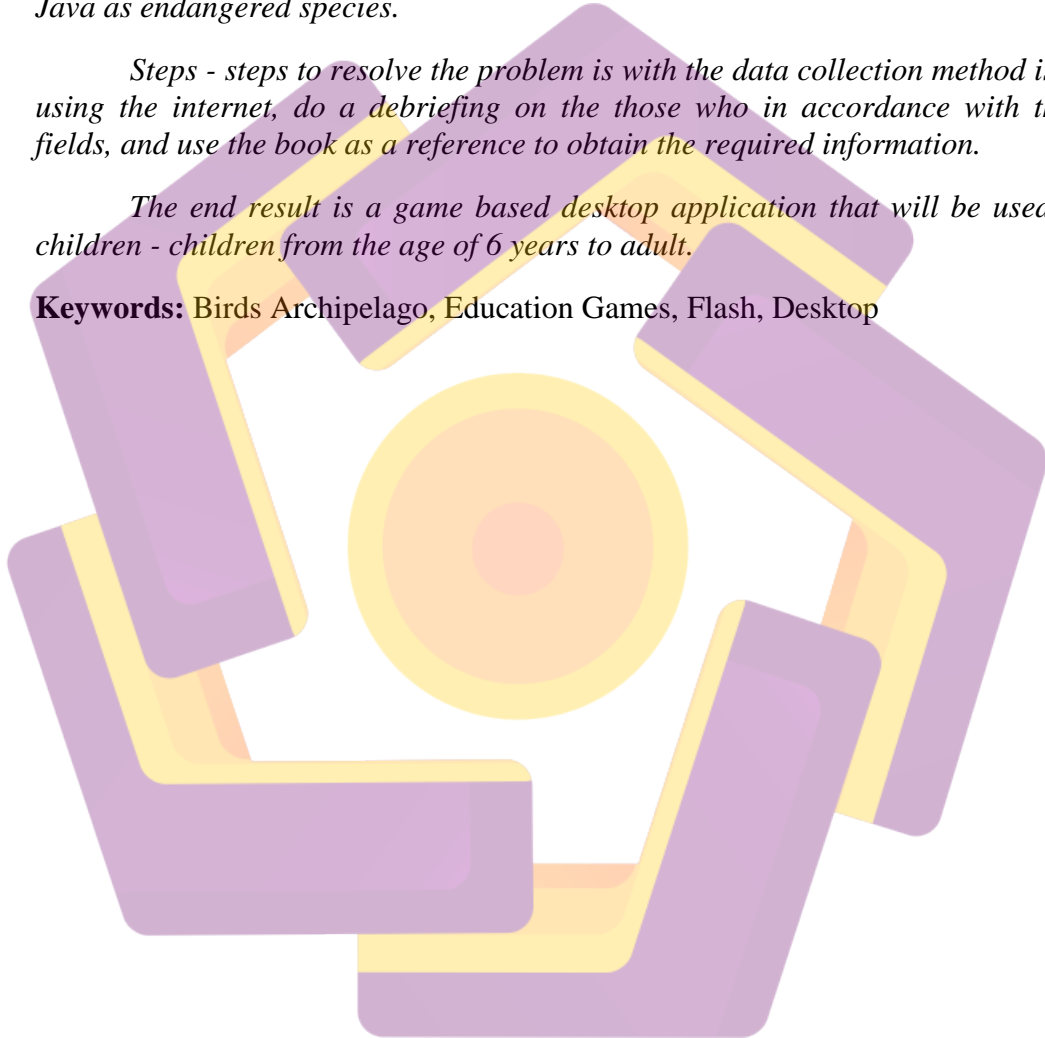 Java as endangered species.
Steps - steps to resolve the problem is with the data collection method
using the internet, do a debriefing on the those who in accordance with
fields, and use the book as a reference to obtain the required information.
The end result is a game based desktop application that will be used
children - children from the age of 6 years to adult.
Keywords: Birds Archipelago, Education Games, Flash, Desktop